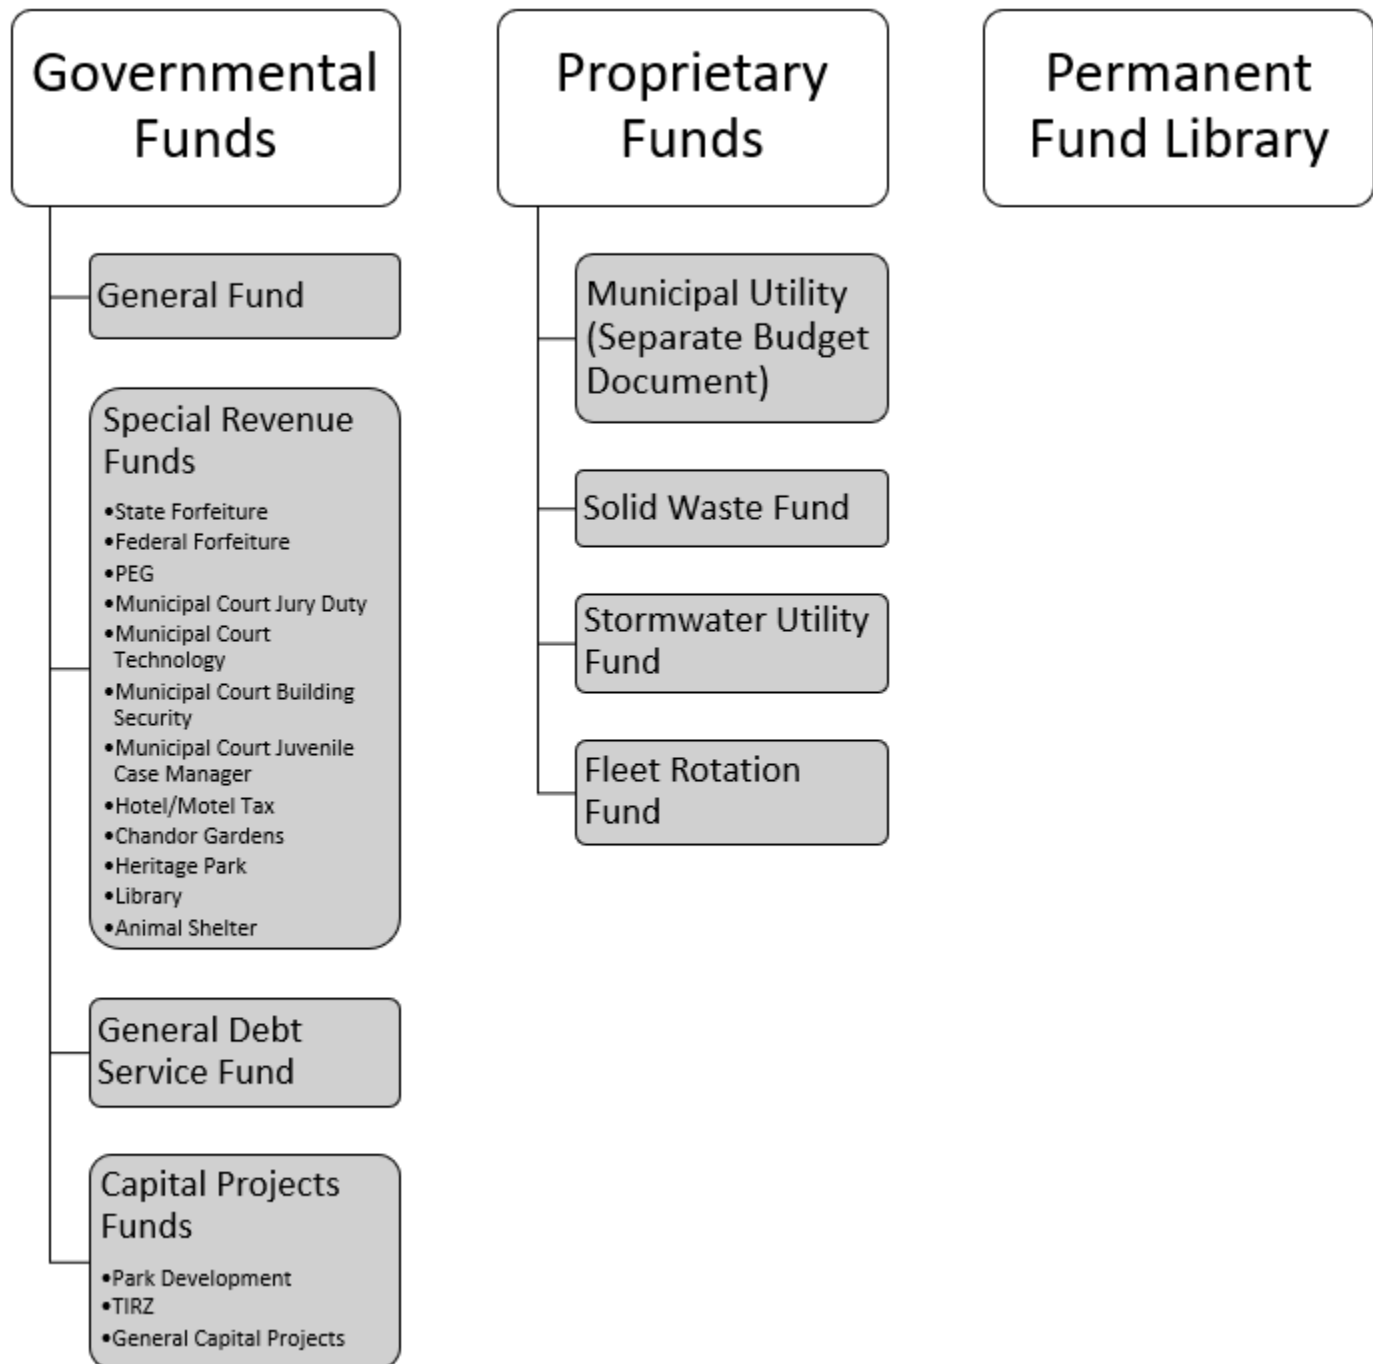 Governmental
Funds
General Fund
Special Revenue
Funds
•State Forfeiture
•Federal Forfeiture
•PEG
•Municipal Court Jury Duty
•Municipal Court
Technology
•Municipal Court Building
Security
•Municipal Court Juvenile
Case Manager
•Hotel/Motel Tax
•Chandor Gardens
•Heritage Park
•Library
•Animal Shelter
General Debt
Service Fund
Capital Projects
Funds
•Park Development
•TIRZ
•General Capital Projects
Proprietary
Funds
Municipal Utility
(Separate Budget
Document)
Solid Waste Fund
Stormwater Utility
Fund
Fleet Rotation
Fund
Permanent
Fund Library